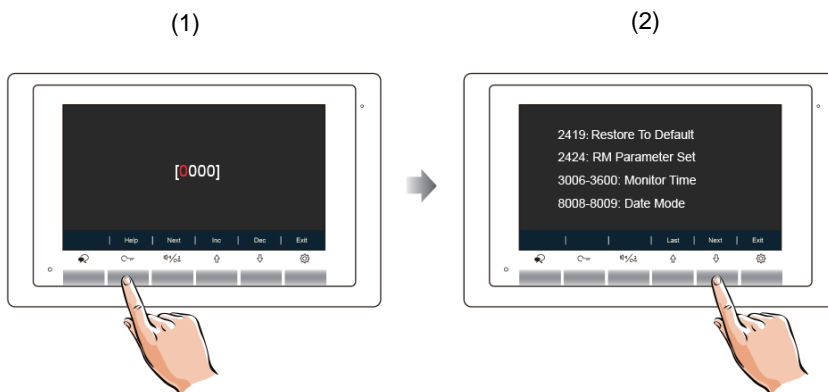 (1)
(2)
[0000]
| Help | Next | Inc | Dec | Exit
2419: Restore To Default
2424: RM Parameter Set
3006-3600: Monitor Time
8008-8009: Date Mode
| | | Last | Next | Exit